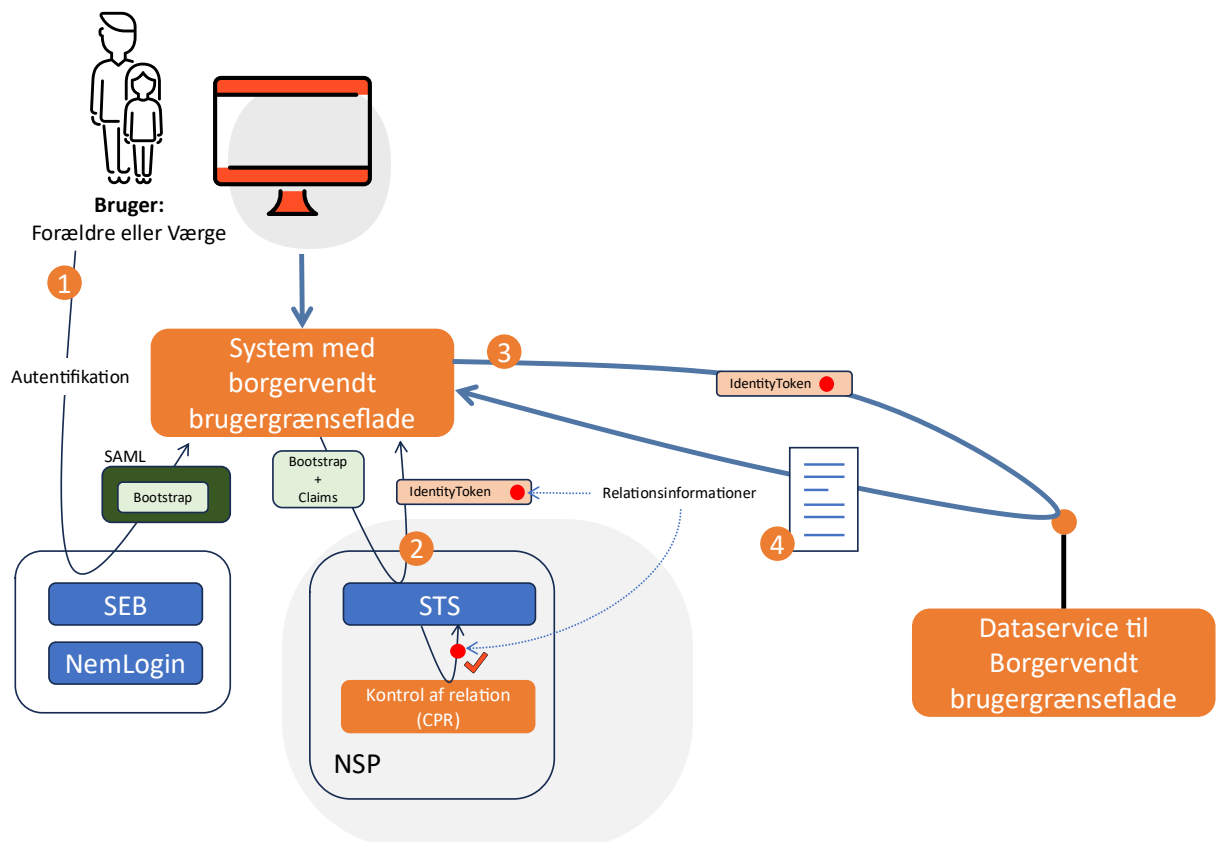 Bruger:
Forældre eller Værge
1
Autentifikation
System med
borgervendt
brugergrænseflade
3
IdentityToken
SAML
Bootstrap
Bootstrap
+
Claims
IdentityToken
Relationsinformationer
4
2
SEB
NemLogin
STS
Kontrol af relation
(CPR)
NSP
Dataservice til
Borgervendt
brugergrænseflade